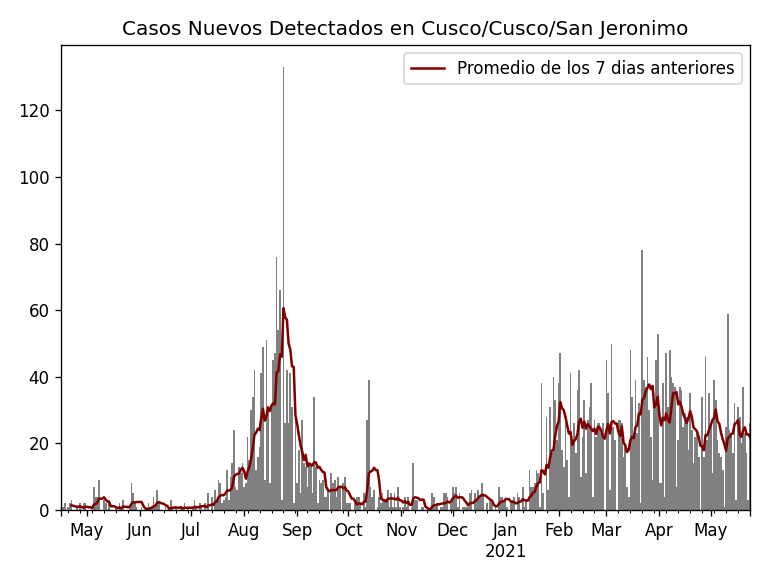 Casos Nuevos Detectados en Cusco/Cusco/San Jeronimo
Promedio de los 7 dias anteriores
120
100
80
60
40
20
0
May Jun Jul Aug Sep Oct Nov Dec Jan Feb Mar Apr May
2021